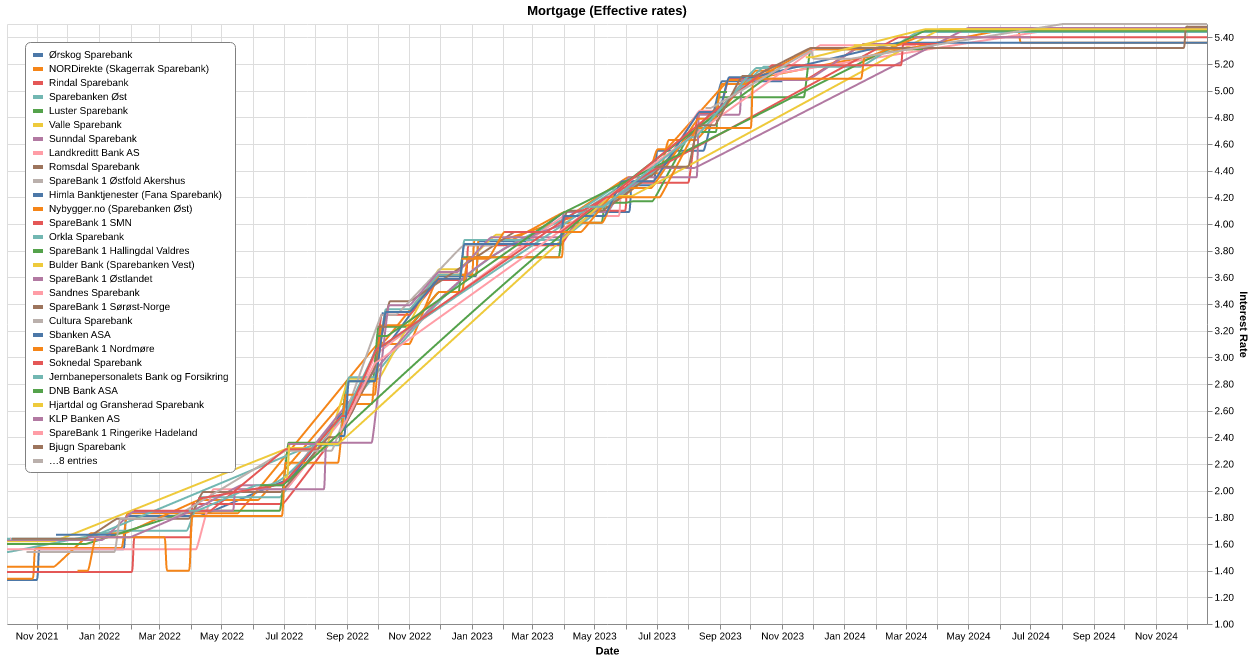 Mortgage (Effective rates)
Ørskog Sparebank
NORDirekte (Skagerrak Sparebank)
Rindal Sparebank
Sparebanken Øst
Luster Sparebank
Valle Sparebank
Sunndal Sparebank
Landkreditt Bank AS
Romsdal Sparebank
SpareBank 1 Østfold Akershus
Himla Banktjenester (Fana Sparebank)
Nybygger.no (Sparebanken Øst)
SpareBank 1 SMN
Orkla Sparebank
SpareBank 1 Hallingdal Valdres
Bulder Bank (Sparebanken Vest)
SpareBank 1 Østlandet
Sandnes Sparebank
SpareBank 1 Sørøst-Norge
Cultura Sparebank
Sbanken ASA
SpareBank 1 Nordmøre
Soknedal Sparebank
Jernbanepersonalets Bank og Forsikring
DNB Bank ASA
Hjartdal og Gransherad Sparebank
KLP Banken AS
SpareBank 1 Ringerike Hadeland
Bjugn Sparebank
…8 entries
5.40
5.20
5.00
4.80
4.60
4.40
4.20
4.00
3.80
3.60
3.40
3.20
3.00
2.80
2.60
2.40
2.20
2.00
1.80
1.60
1.40
1.20
1.00
Interest Rate
Nov 2021 Jan 2022 Mar 2022 May 2022 Jul 2022 Sep 2022 Nov 2022 Jan 2023 Mar 2023 May 2023 Jul 2023 Sep 2023 Nov 2023 Jan 2024 Mar 2024 May 2024 Jul 2024 Sep 2024 Nov 2024
Date